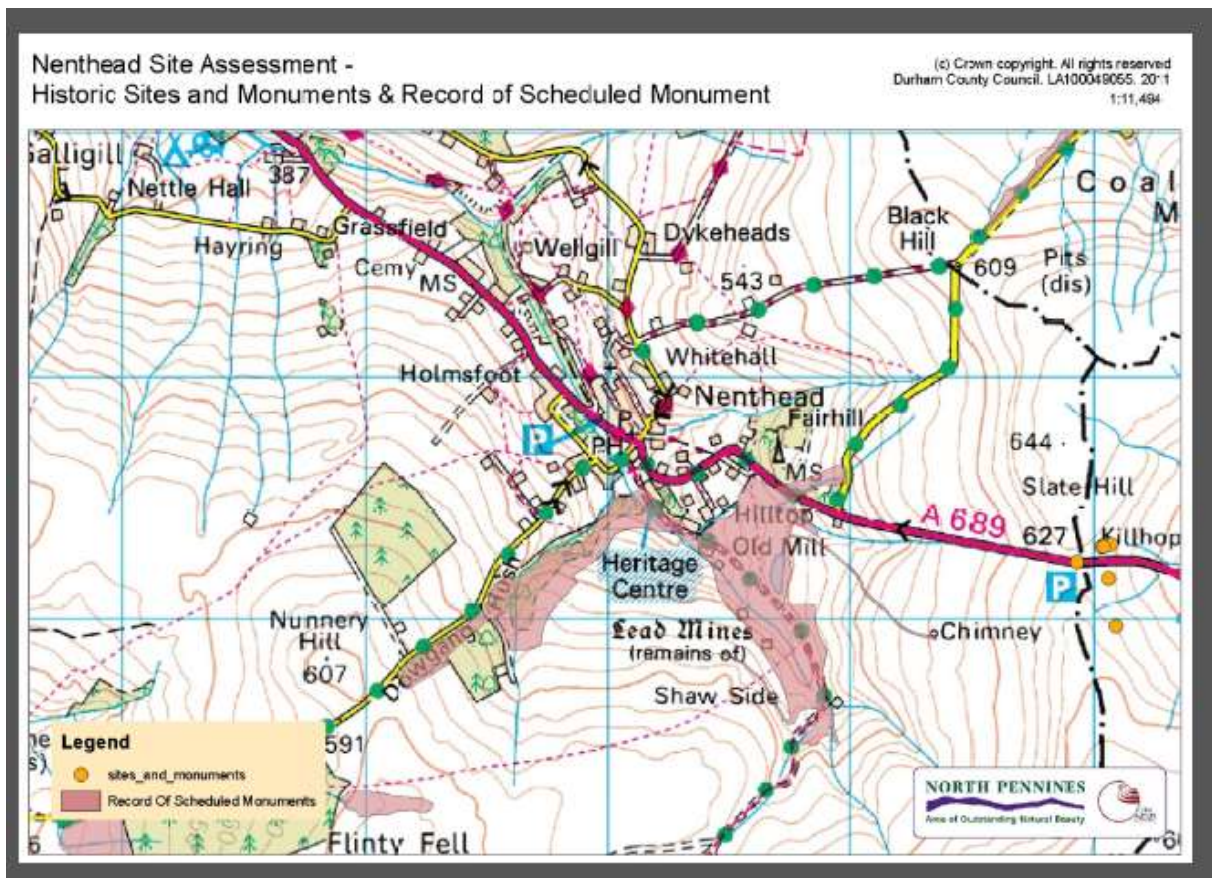 Nenthead Site Assessment -
Historic Sites and Monuments & Record of Scheduled Monument
(c) Crown copyright. All rights reserved
Durham County Council. LA100049055. 2011
1:11,494
Galligill
Nettle Hall
387
Hayring
Grassfield
Cemy
MS
Wellgill
Dykeheads
Black
Hill
Coal
M
609
Pits
(dis)
543
Whitehall
Holmsfoot
Nenthead
Fairhill
P
PH
MS
644
Slate Hill
Hilltop
A 689
627
Killhop
Old Mill
P
Heritage
Centre
Dowgang Hush
Nunnery
Hill
607
Lead Mines
(remains of)
Chimney
Shaw Side
591
Legend
sites_and_monuments
Record Of Scheduled Monuments
Flinty Fell
NORTH PENNINES
Area of Outstanding Natural Beauty